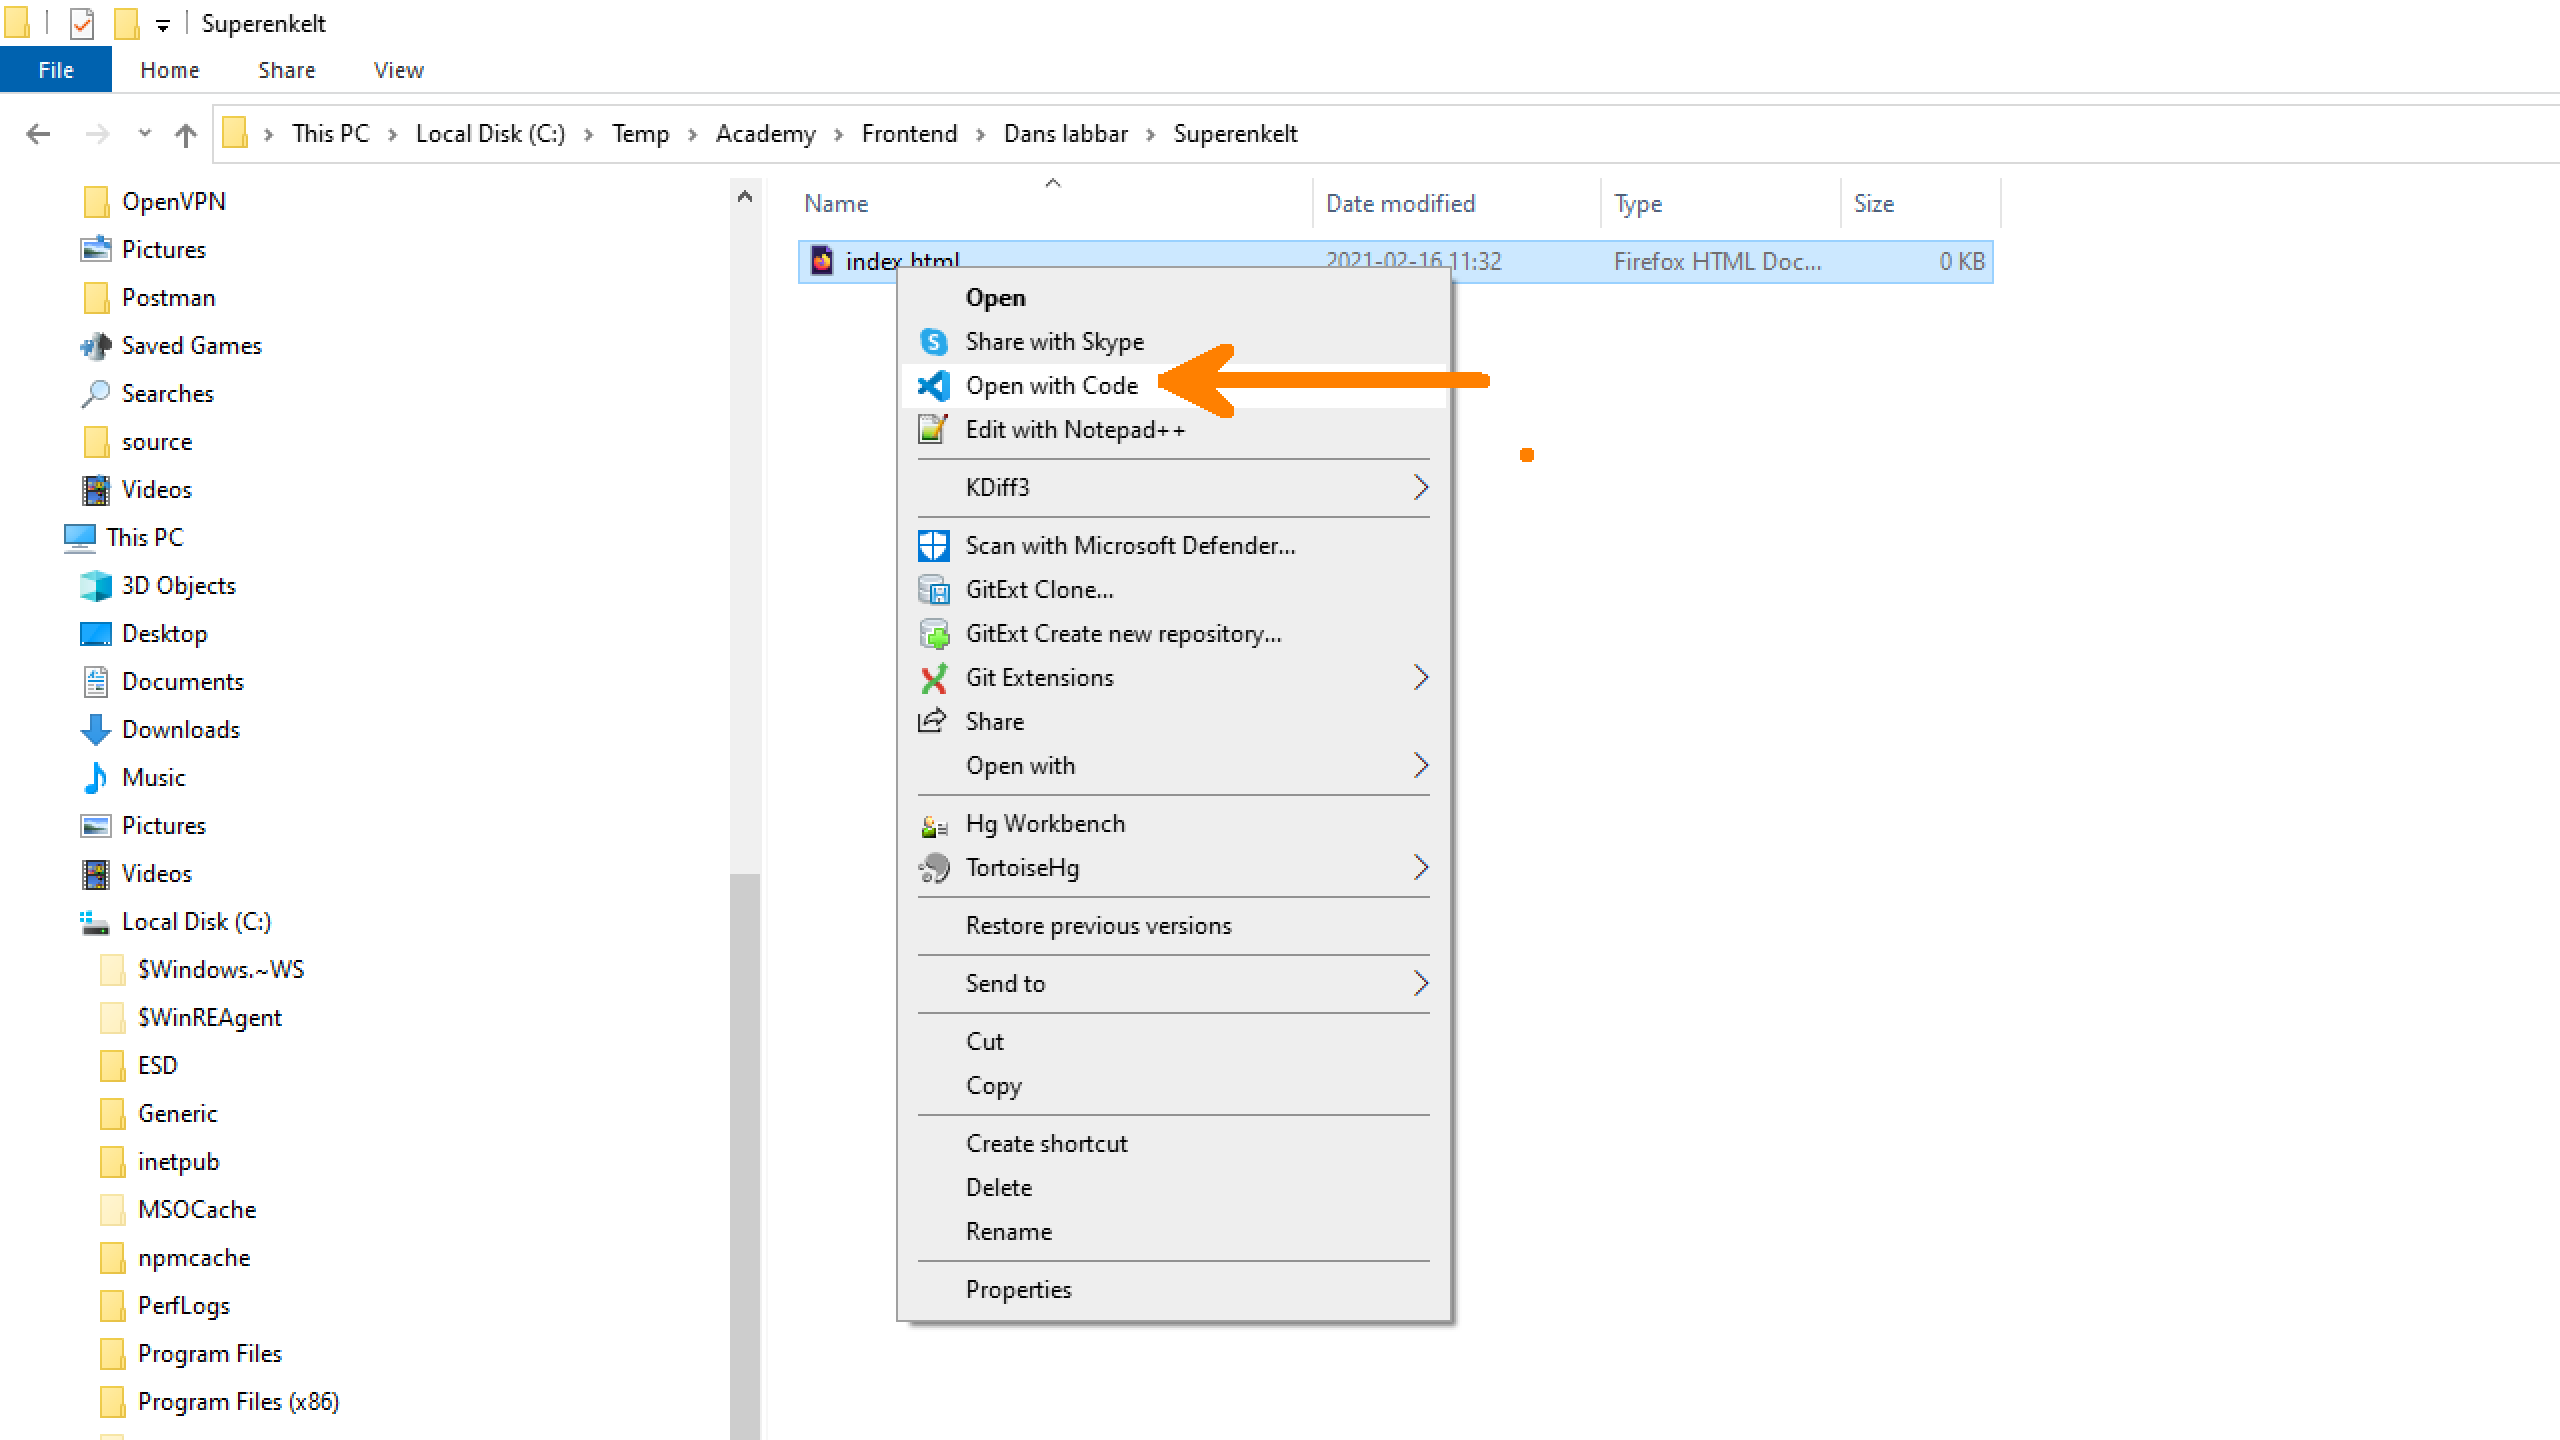 Superenkelt
File Home Share View
This PC Local Disk (C:) Temp Academy Frontend Dans labbar Superenkelt
OpenVPN
Pictures
Postman
Saved Games
Searches
source
Videos
This PC
3D Objects
Desktop
Documents
Downloads
Music
Pictures
Videos
Local Disk (C:)
$Windows.~WS
$WinREAgent
ESD
Generic
inetpub
MSOCache
npmcache
PerfLogs
Program Files
Program Files (x86)
Name Date modified Type Size
index.html 2021-02-16 11:32 Firefox HTML Doc... 0 KB
Open
Share with Skype
Open with Code
Edit with Notepad++
KDiff3
Scan with Microsoft Defender...
GitExt Clone...
GitExt Create new repository...
Git Extensions
Share
Open with
Hg Workbench
TortoiseHg
Restore previous versions
Send to
Cut
Copy
Create shortcut
Delete
Rename
Properties